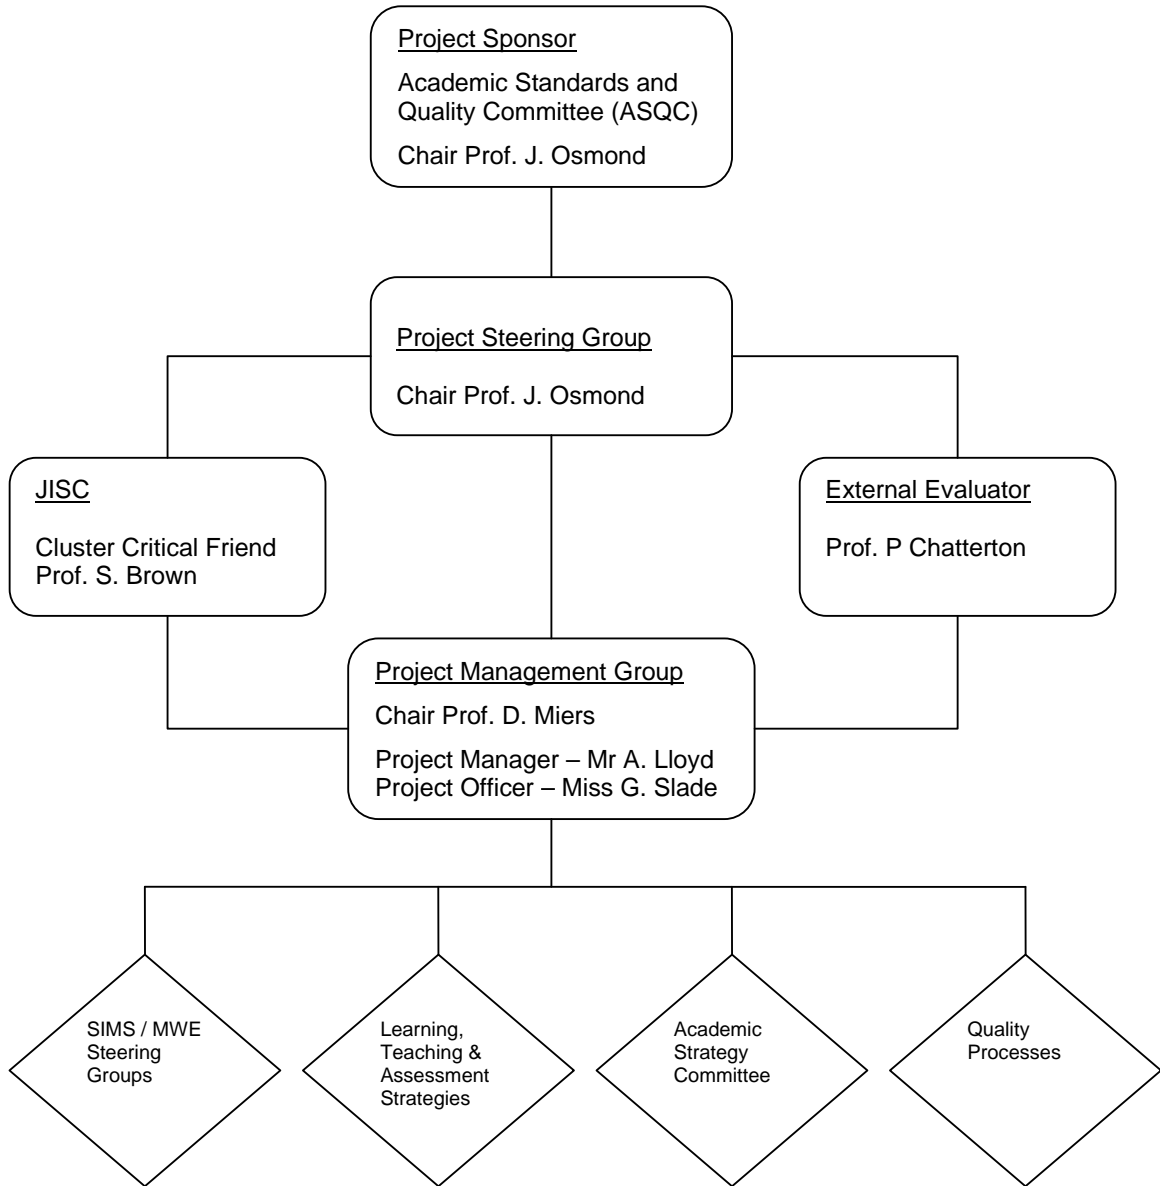 Project Sponsor
Academic Standards and
Quality Committee (ASQC)
Chair Prof. J. Osmond
Project Steering Group
Chair Prof. J. Osmond
JISC
Cluster Critical Friend
Prof. S. Brown
External Evaluator
Prof. P Chatterton
Project Management Group
Chair Prof. D. Miers
Project Manager – Mr A. Lloyd
Project Officer – Miss G. Slade
SIMS / MWE
Steering
Groups
Learning,
Teaching &
Assessment
Strategies
Academic
Strategy
Committee
Quality
Processes